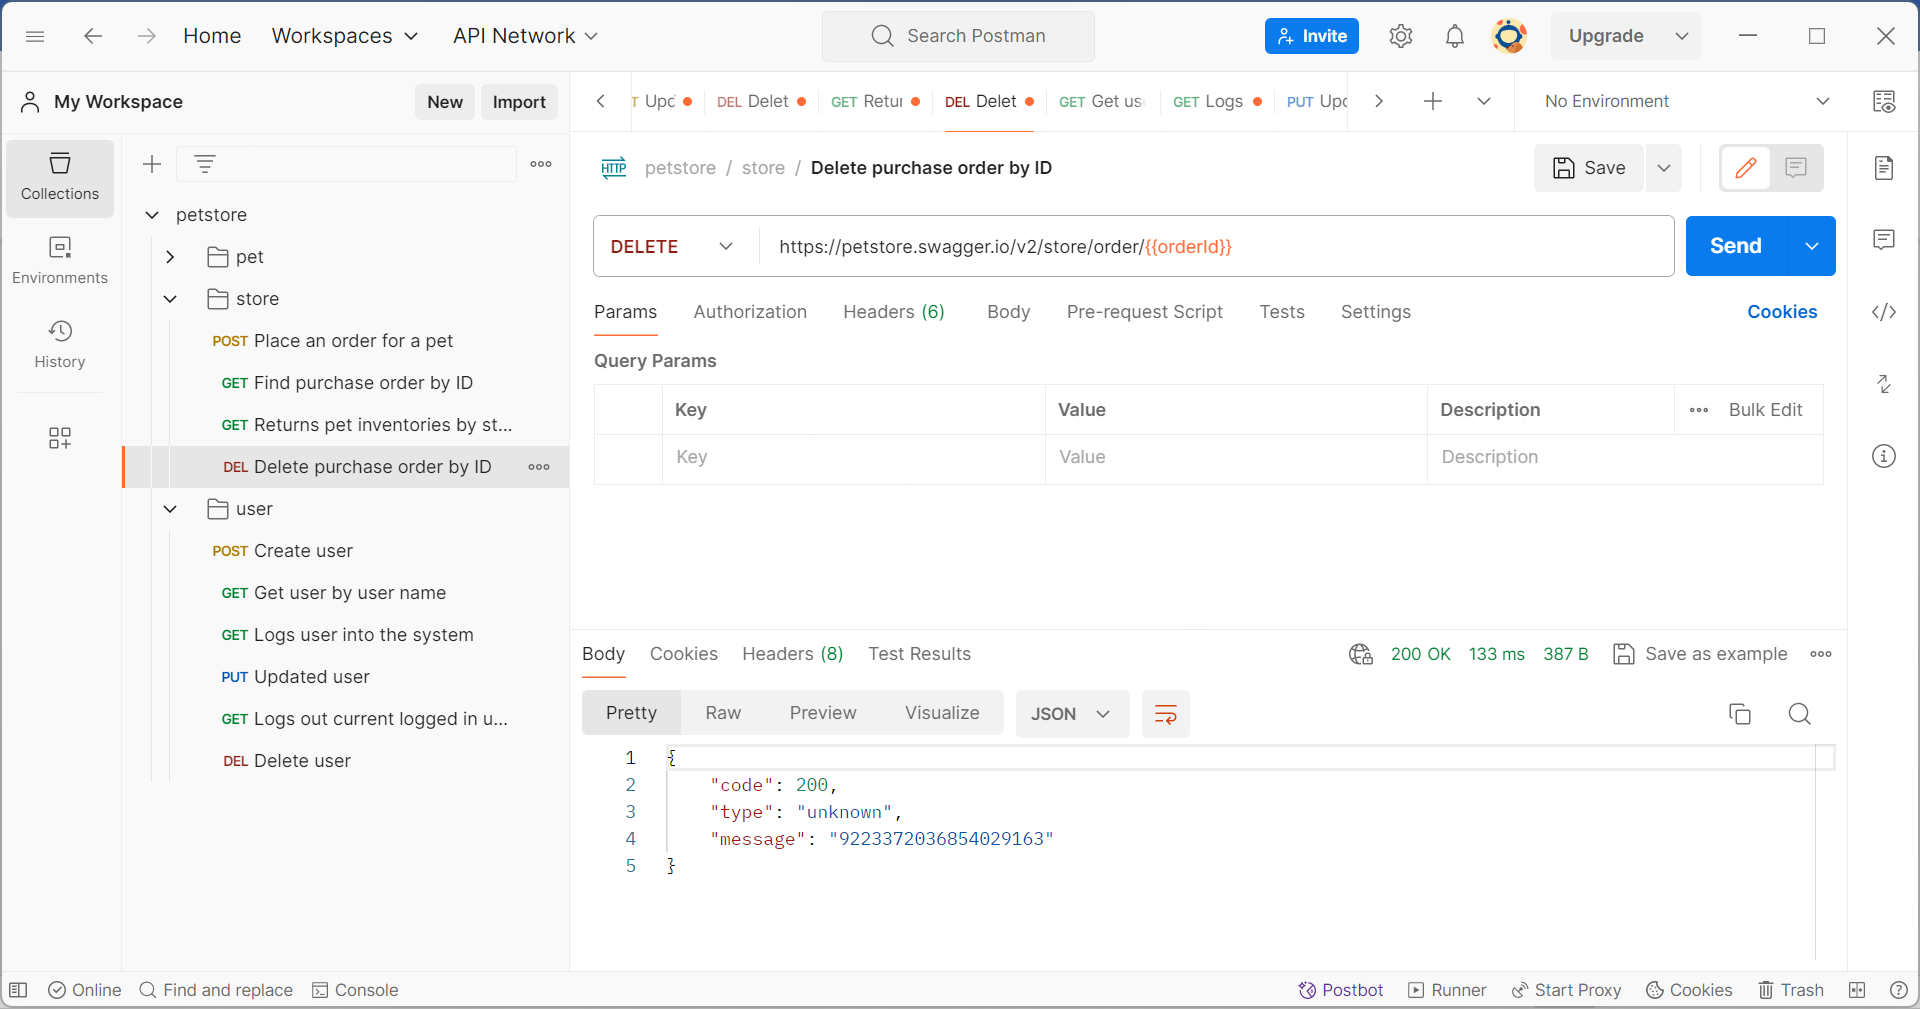 Home Workspaces API Network Search Postman Invite Upgrade
My Workspace New Import
Upd DEL Delet GET Retur DEL Delet GET Get us GET Logs PUT Upd No Environment
Collections
Environments
History
petstore
pet
store
POST Place an order for a pet
GET Find purchase order by ID
GET Returns pet inventories by st...
DEL Delete purchase order by ID
user
POST Create user
GET Get user by user name
GET Logs user into the system
PUT Updated user
GET Logs out current logged in u...
DEL Delete user
HTTP petstore / store / Delete purchase order by ID Save
DELETE https://petstore.swagger.io/v2/store/order/{{orderId}} Send
Params Authorization Headers (6) Body Pre-request Script Tests Settings Cookies
Query Params
Key Value Description Bulk Edit
Key Value Description
Body Cookies Headers (8) Test Results 200 OK 133 ms 387 B Save as example
Pretty Raw Preview Visualize JSON
1 {
2 "code": 200,
3 "type": "unknown",
4 "message": "9223372036854029163"
5 }
Online Find and replace Console Postbot Runner Start Proxy Cookies Trash